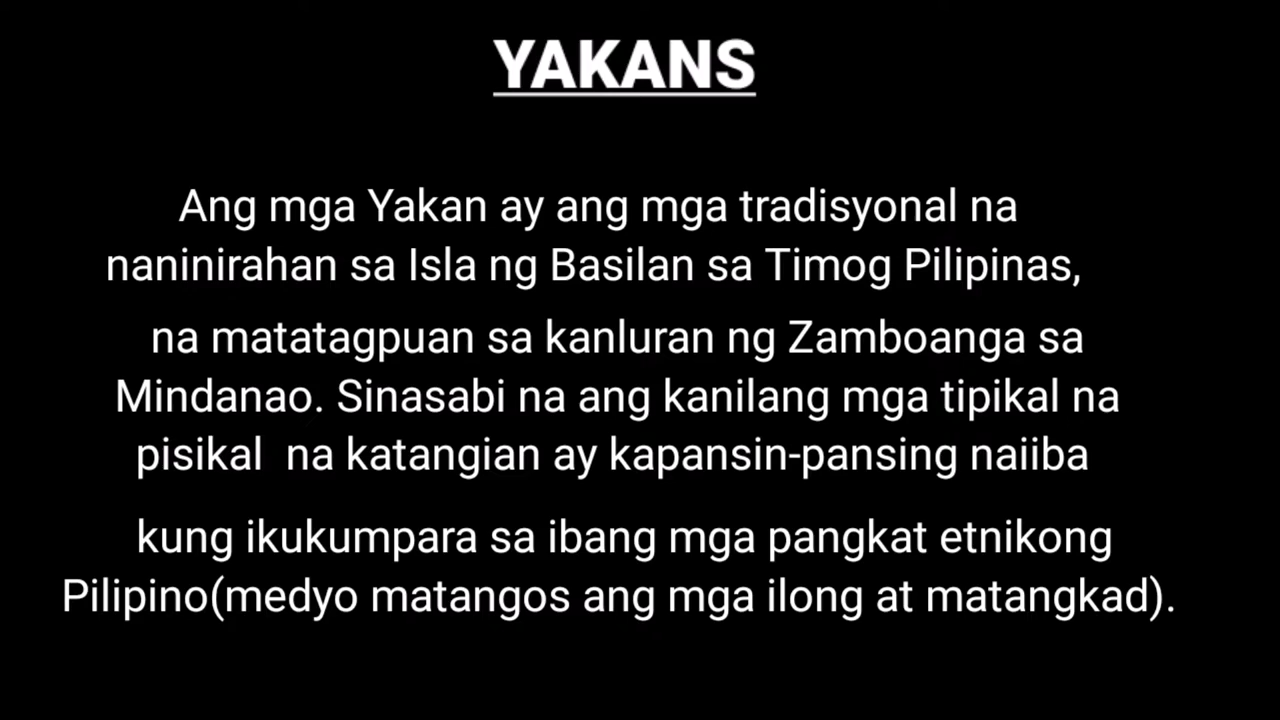 YAKANS
Ang mga Yakan ay ang mga tradisyonal na
naninirahan sa Isla ng Basilan sa Timog Pilipinas,
na matatagpuan sa kanluran ng Zamboanga sa
Mindanao. Sinasabi na ang kanilang mga tipikal na
pisikal  na katangian ay kapansin-pansing naiiba
kung ikukumpara sa ibang mga pangkat etnikong
Pilipino(medyo matangos ang mga ilong at matangkad).